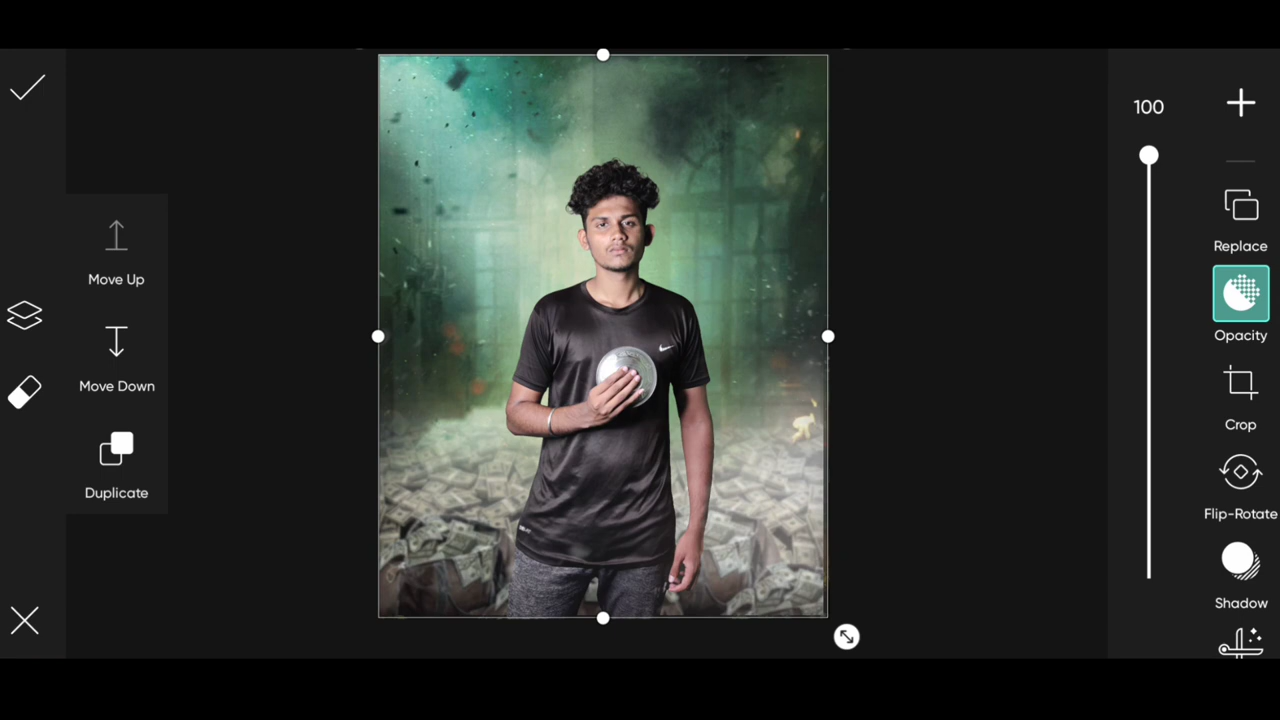 100
Move Up
Move Down
Duplicate
Replace
Opacity
Crop
Flip-Rotate
Shadow